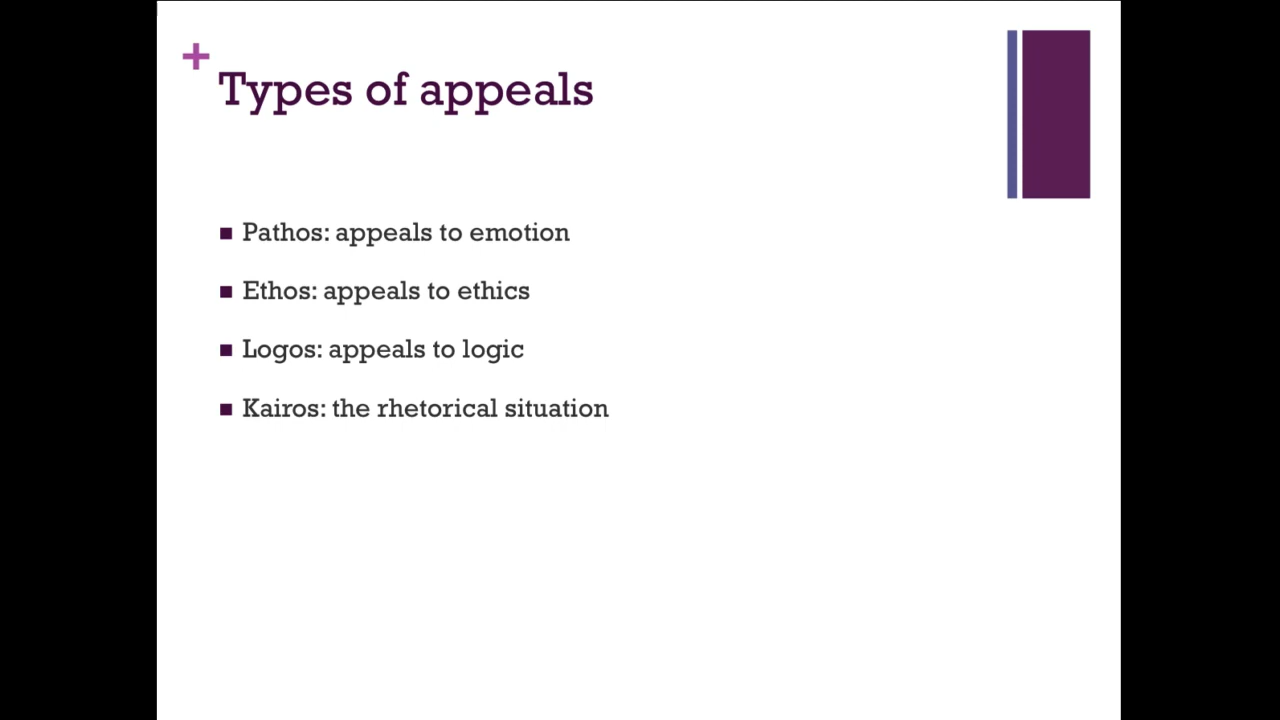 Types of appeals
Pathos: appeals to emotion
Ethos: appeals to ethics
Logos: appeals to logic
Kairos: the rhetorical situation